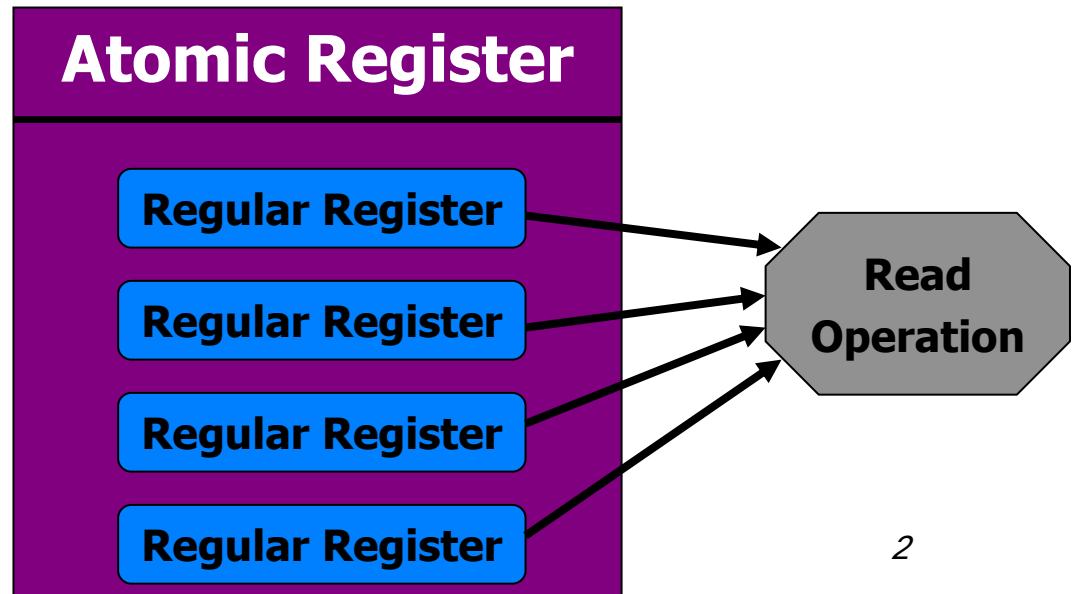 Atomic Register
Regular Register
Regular Register
Regular Register
Regular Register
Read
Operation
2